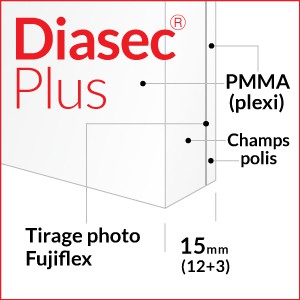 Diasec®
Plus
PMMA
(plexi)
Champs
polis
Tirage photo
Fujiflex
15mm
(12+3)